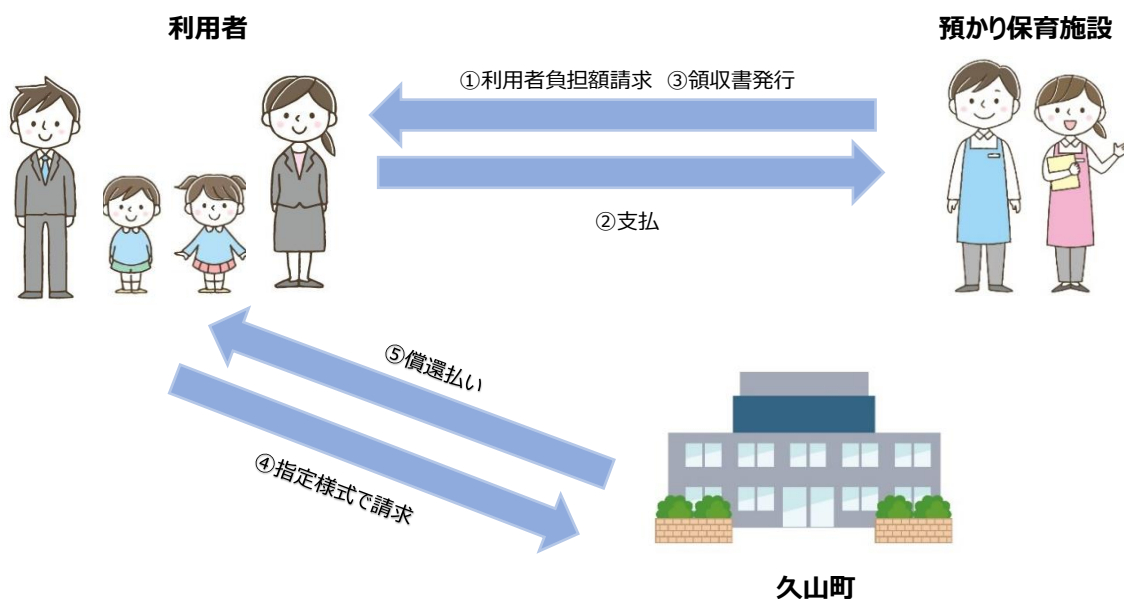 利用者
預かり保育施設
①利用者負担額請求 ③領収書発行
②支払
⑤償還払い
④指定様式で請求
久山町